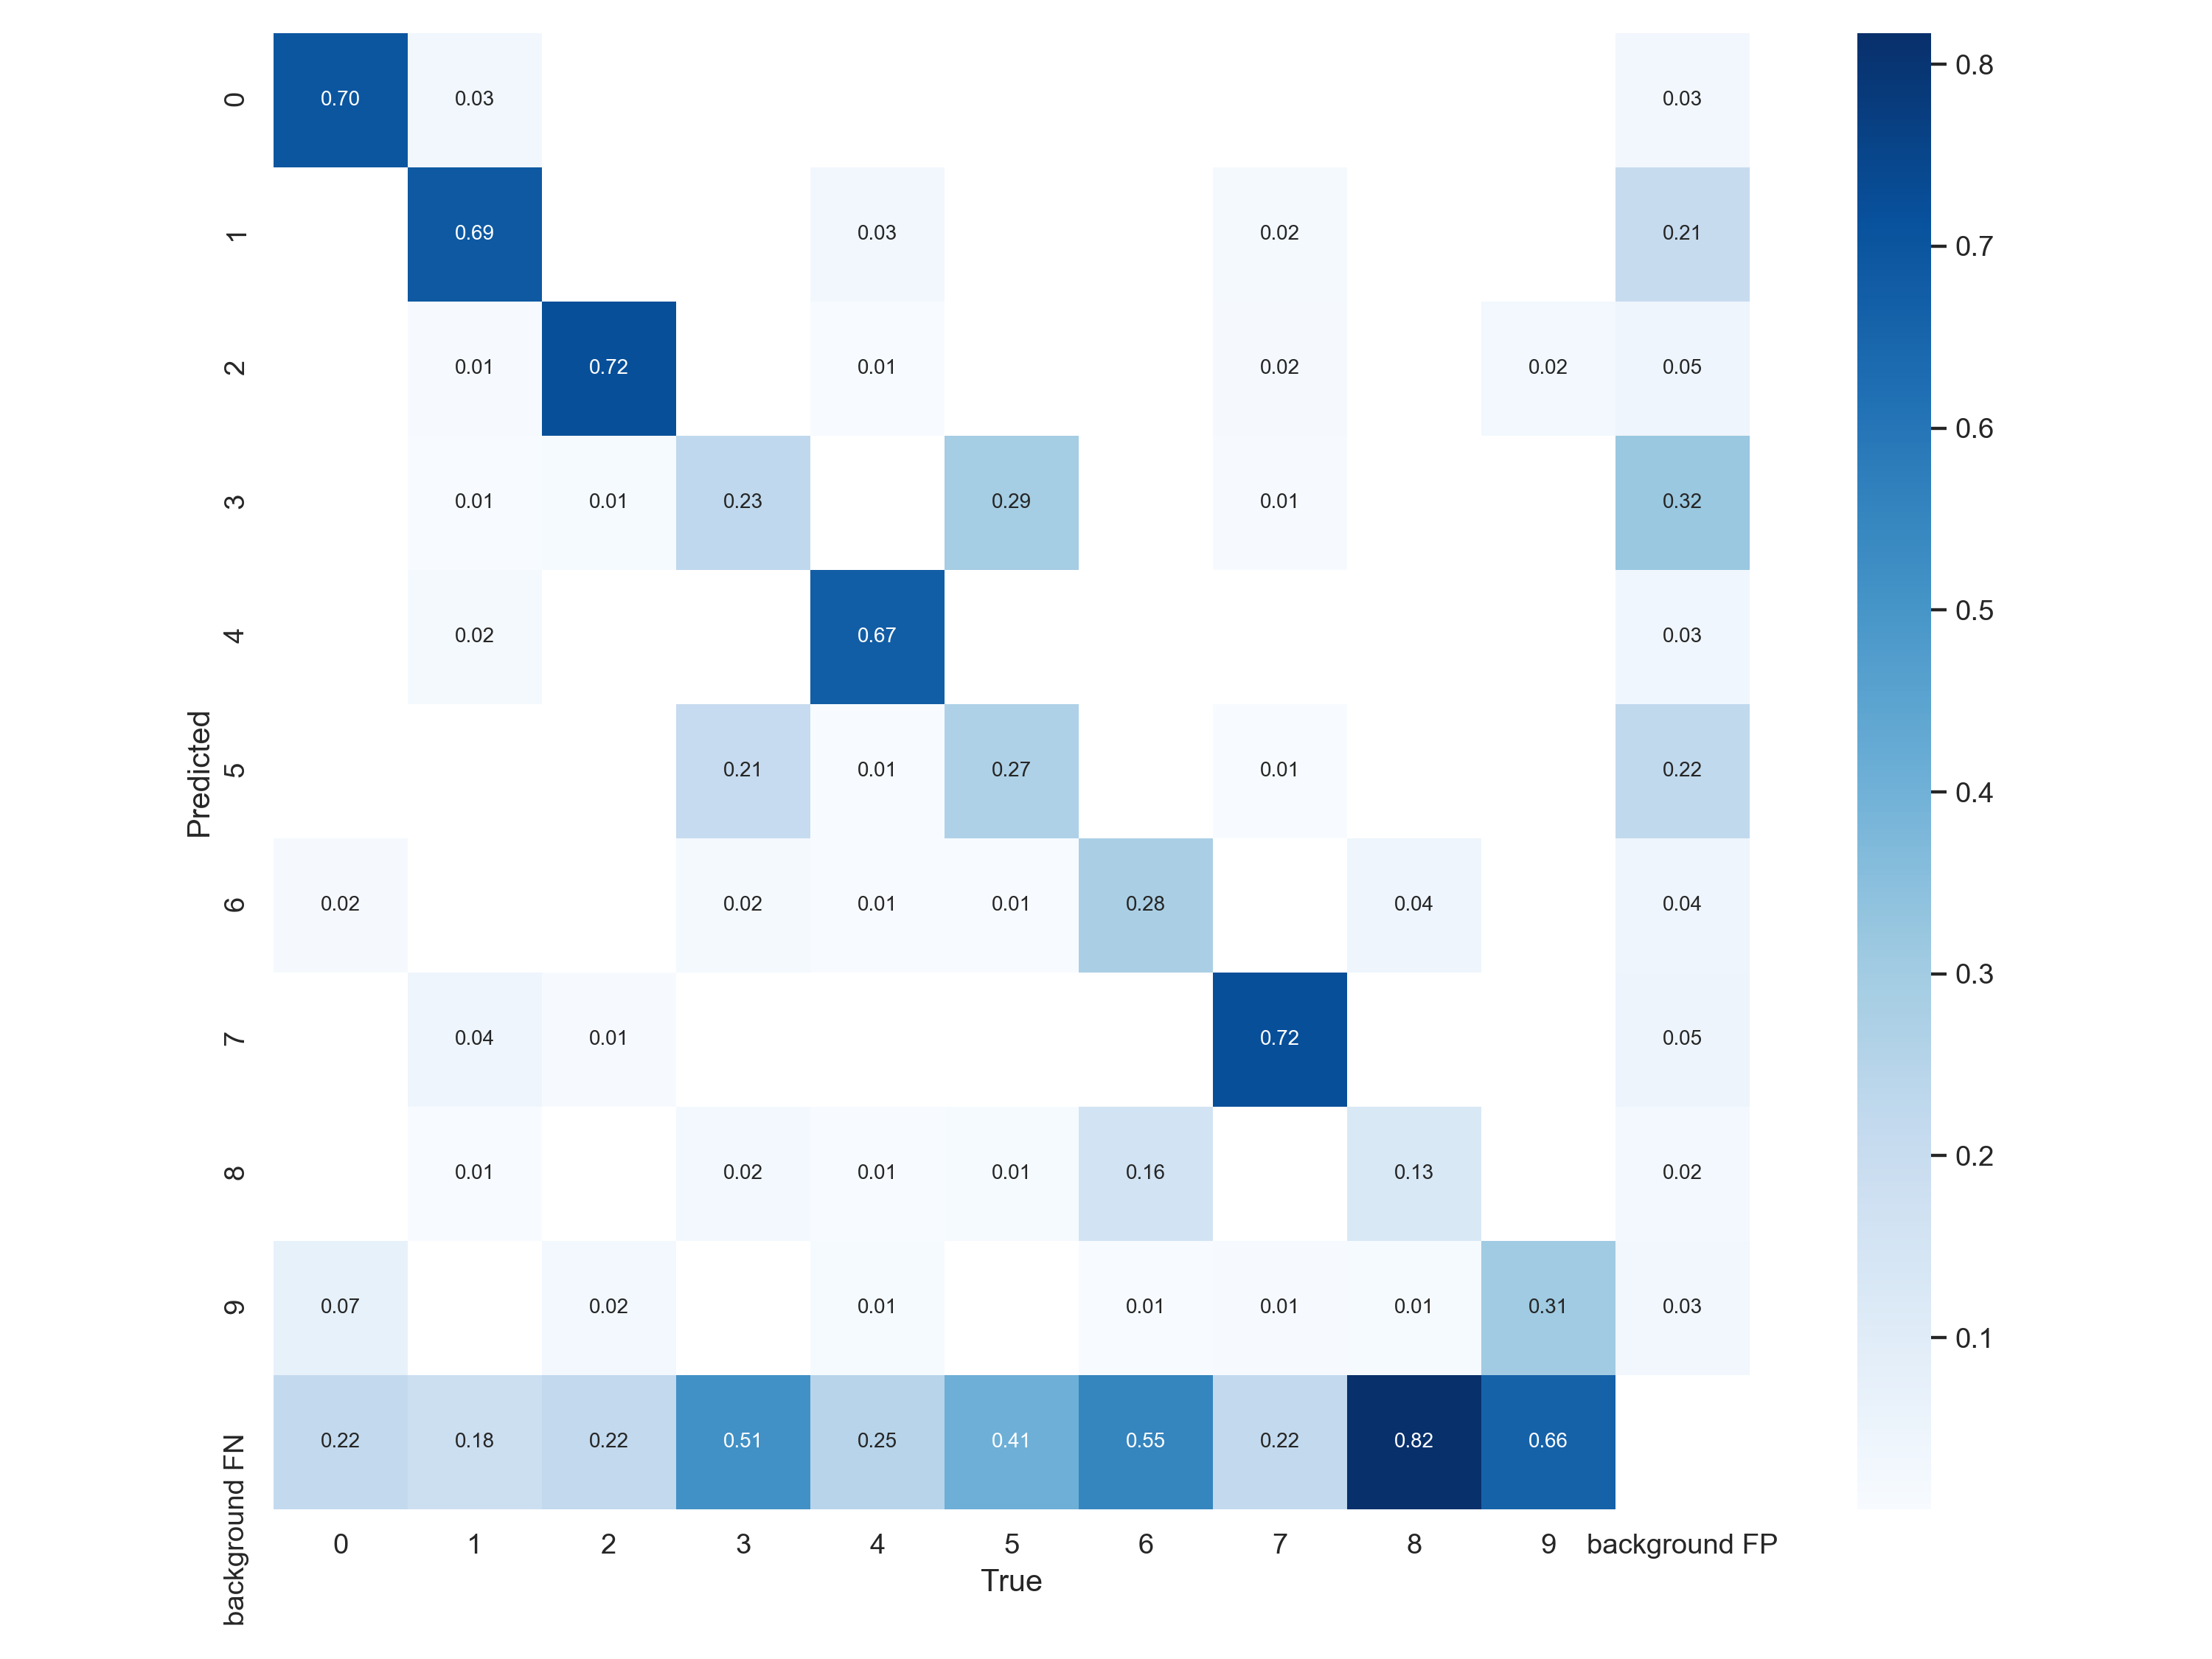 0 0.70 0.03 0.03 0.8
1 0.69 0.03 0.02 0.21 0.7
2 0.01 0.72 0.01 0.02 0.02 0.05 0.6
3 0.01 0.01 0.23 0.29 0.01 0.32 0.5
4 0.02 0.67 0.03
Predicted
5 0.21 0.01 0.27 0.01 0.22 0.4
6 0.02 0.02 0.01 0.01 0.28 0.04 0.04 0.3
7 0.04 0.01 0.72 0.05
8 0.01 0.02 0.01 0.01 0.16 0.13 0.02 0.2
9 0.07 0.02 0.01 0.01 0.01 0.01 0.31 0.03 0.1
background FN 0.22 0.18 0.22 0.51 0.25 0.41 0.55 0.22 0.82 0.66
0 1 2 3 4 5 6 7 8 9 background FP
True